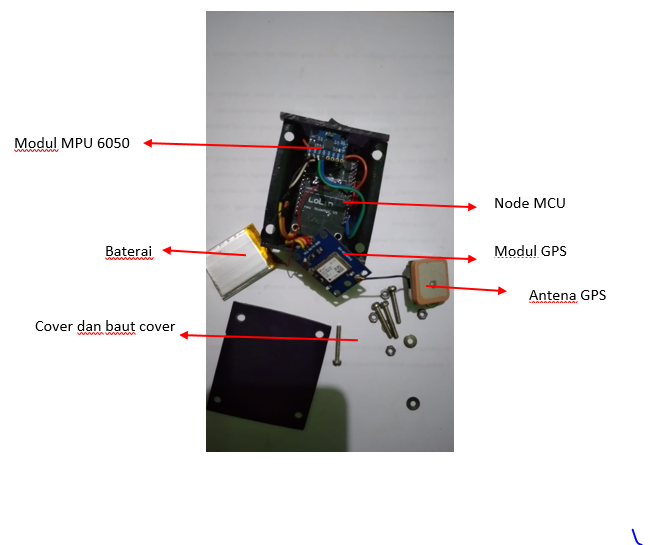 Modul MPU 6050
Node MCU
Baterai
Modul GPS
Antena GPS
Cover dan baut cover